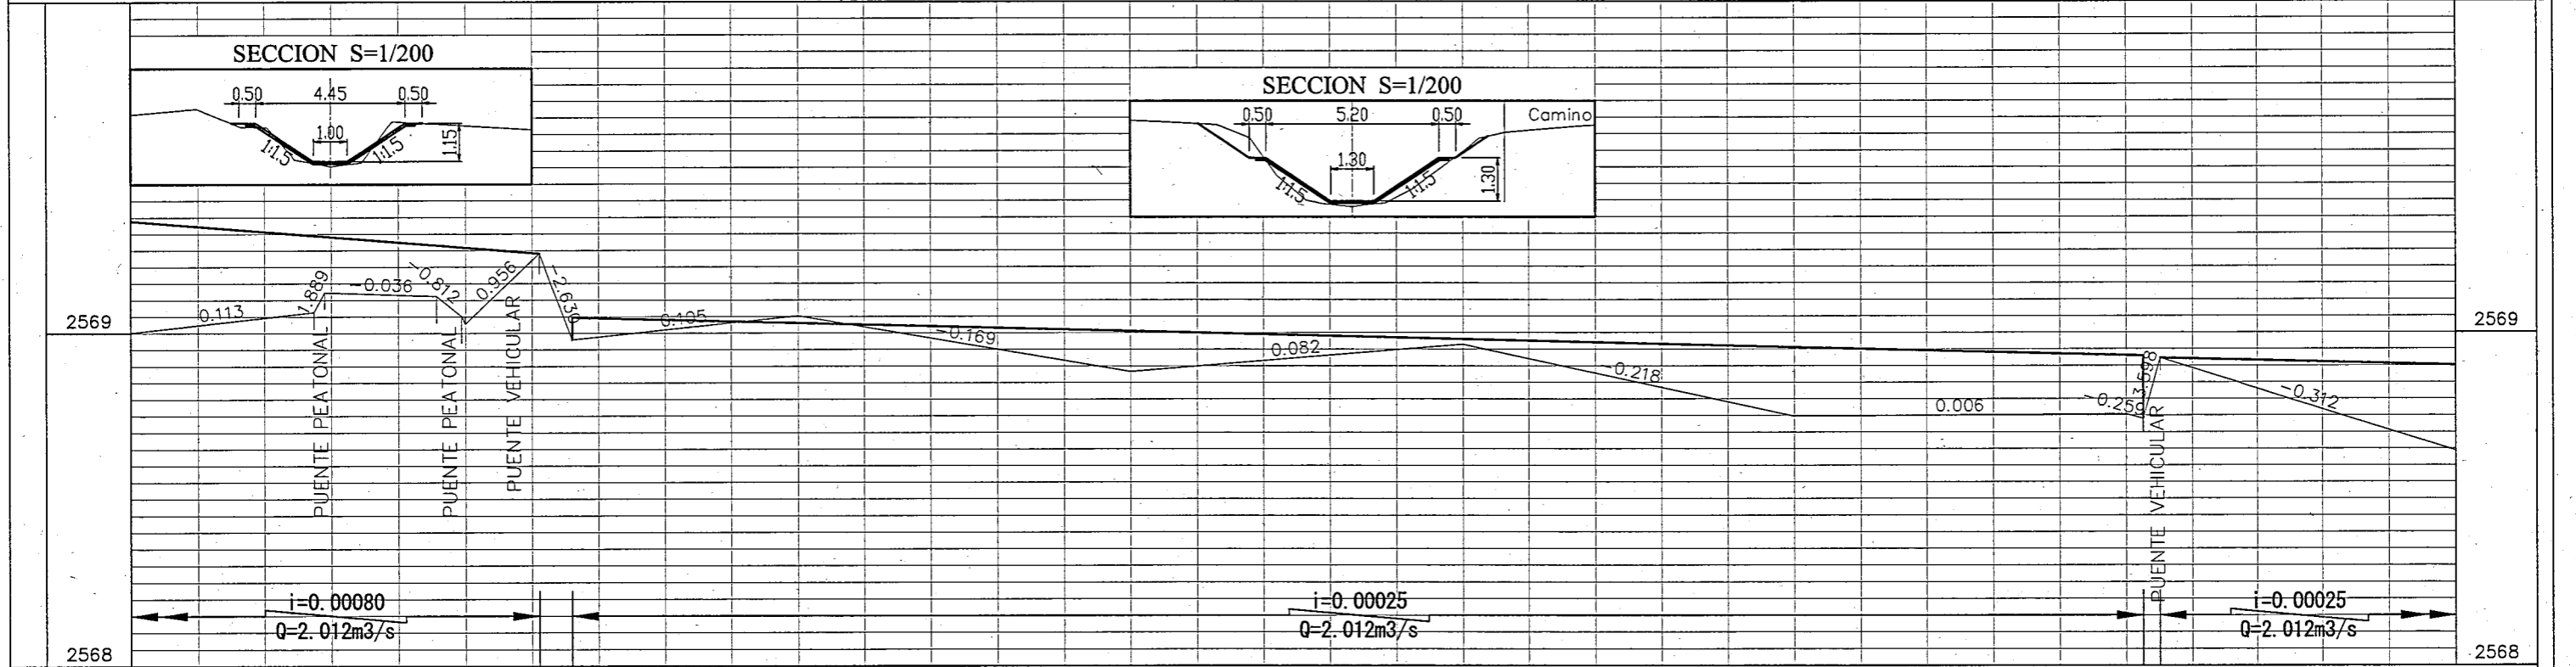 SECCION S=1/200
0.50 4.45 0.50
1.00
1:1.5 1:1.5
1.15
SECCION S=1/200
0.50 5.20 0.50
Camino
1.30
1:1.5 1:1.5
1.30
2569
0.113
1.889
-0.036
-0.812
0.956
-2.630
0.105
-0.169
0.082
-0.218
0.006
-0.259
3.598
-0.312
2569
PUENTE PEATONAL
PUENTE PEATONAL
PUENTE VEHICULAR
PUENTE VEHICULAR
i=0.00080
Q=2.012m3/s
i=0.00025
Q=2.012m3/s
i=0.00025
Q=2.012m3/s
2568
2568